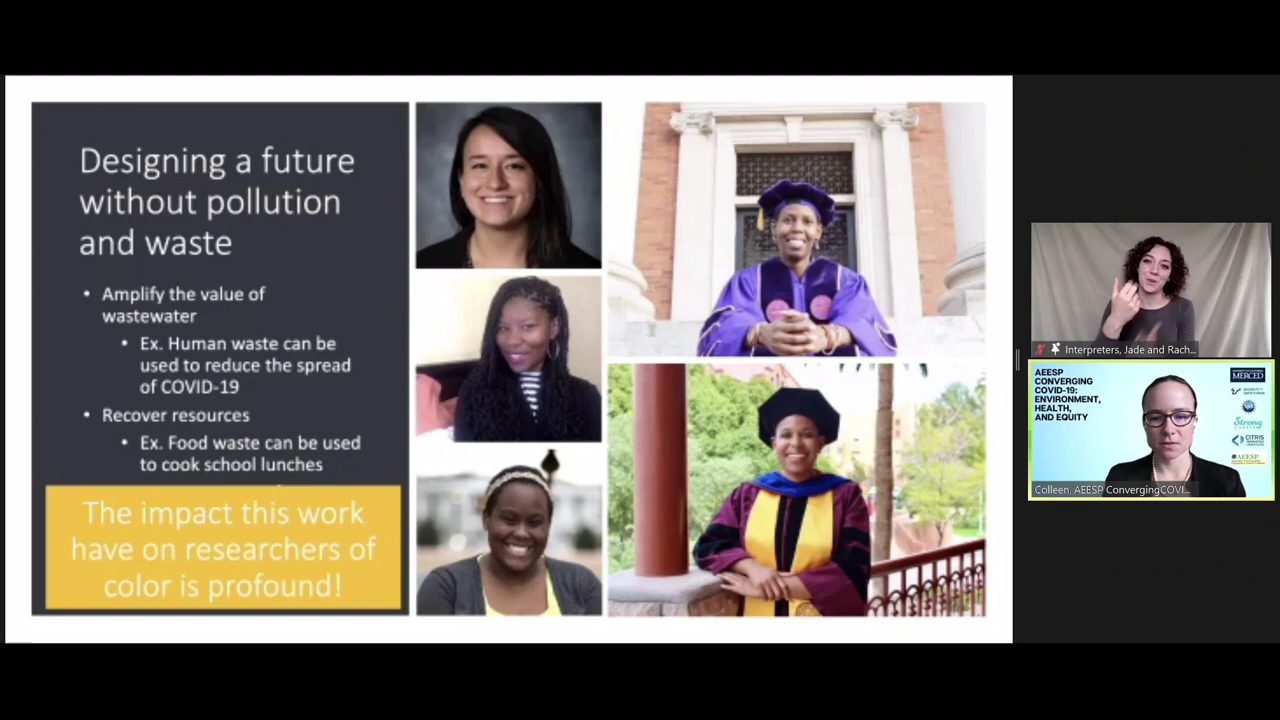 Designing a future
without pollution
and waste
• Amplify the value of
wastewater
• Ex. Human waste can be
used to reduce the spread
of COVID-19
• Recover resources
• Ex. Food waste can be used
to cook school lunches
The impact this work
have on researchers of
color is profound!
Interpreters, Jade and Rach...
AEESP
CONVERGING
COVID-19:
ENVIRONMENT,
HEALTH,
AND EQUITY
MERCED
Strong
CITRIS
#AEESP
Colleen, AEESP ConvergingCOVI...